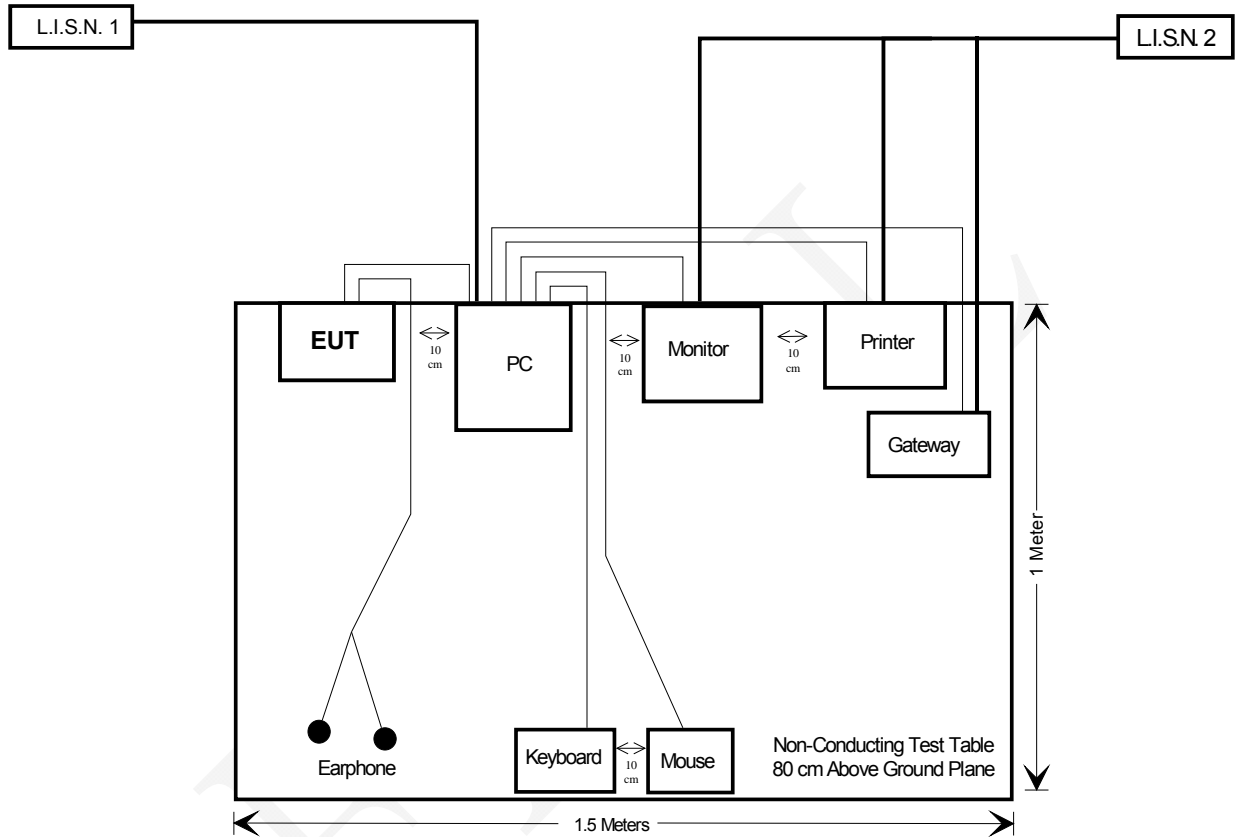 L.I.S.N. 1
L.I.S.N. 2
EUT
10
cm
PC
10
cm
Monitor
10
cm
Printer
Gateway
1 Meter
Earphone
Keyboard
10
cm
Mouse
Non-Conducting Test Table
80 cm Above Ground Plane
1.5 Meters